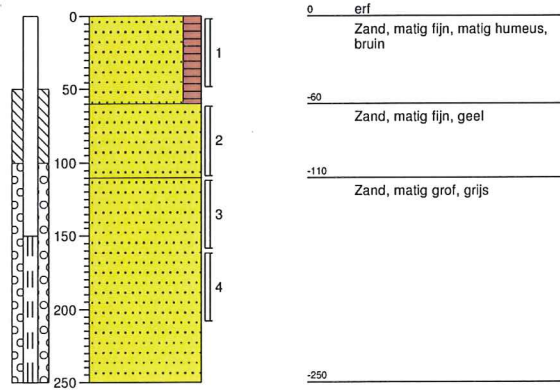 0
50
100
150
200
250
1
2
3
4
0 erf
Zand, matig fijn, matig humeus,
bruin
-60
Zand, matig fijn, geel
-110
Zand, matig grof, grijs
-250